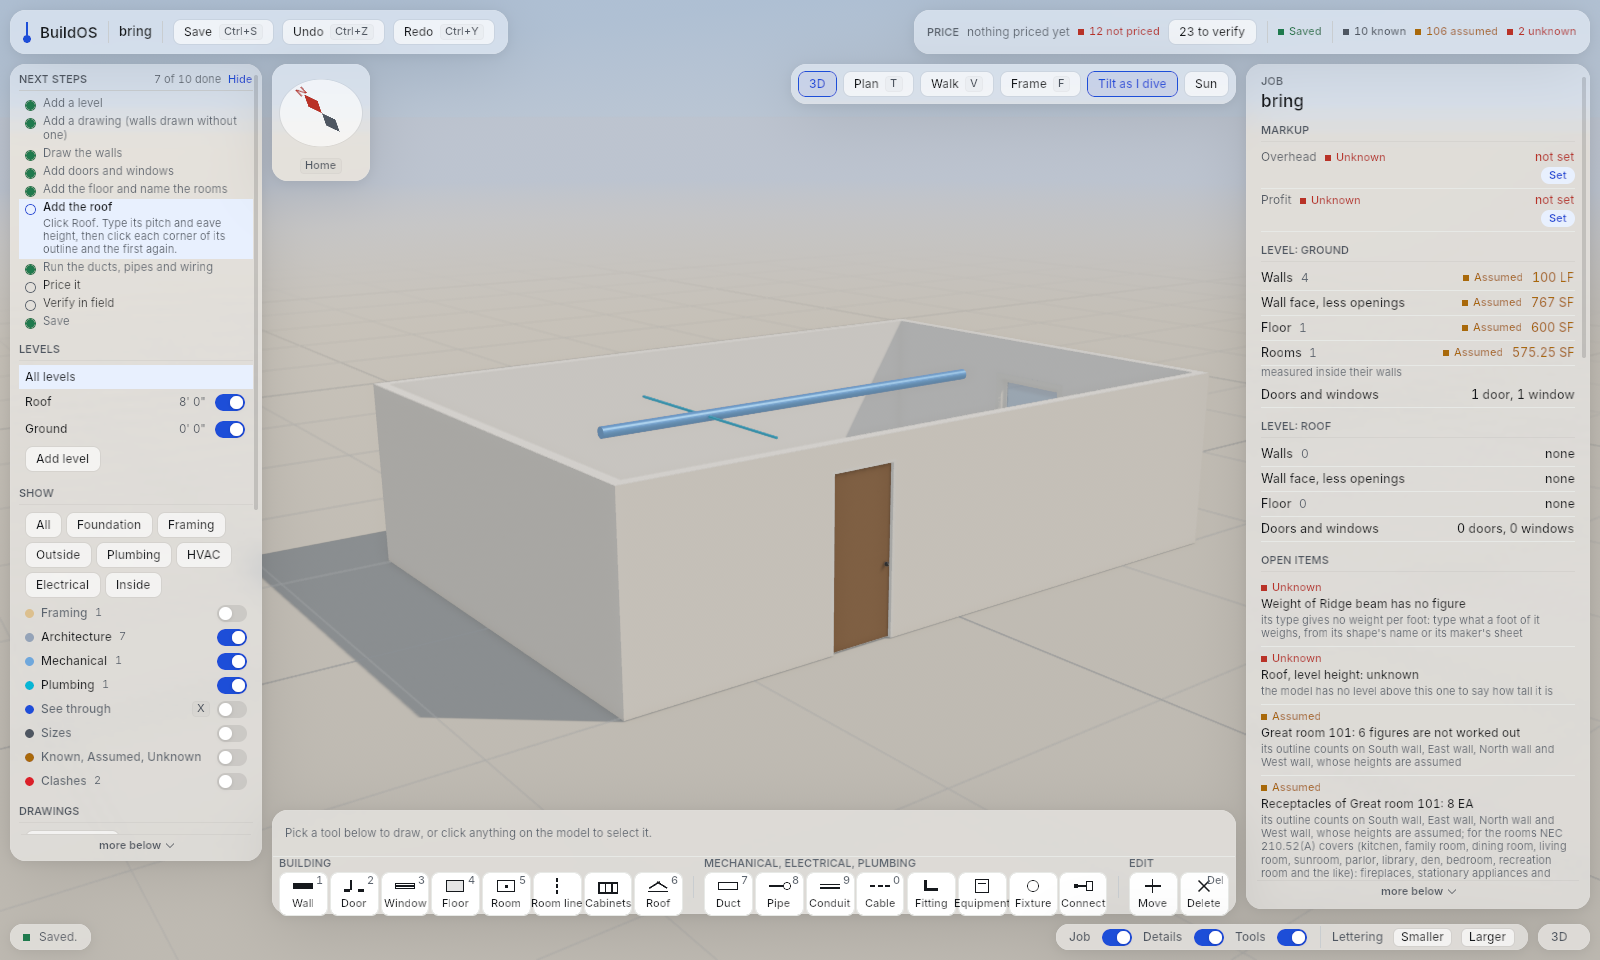 BuildOS
bring
Save Ctrl+S
Undo Ctrl+Z
Redo Ctrl+Y
PRICE nothing priced yet
12 not priced
23 to verify
Saved
10 known
106 assumed
2 unknown
NEXT STEPS 7 of 10 done Hide
Add a level
Add a drawing (walls drawn without
one)
Draw the walls
Add doors and windows
Add the floor and name the rooms
Add the roof
Click Roof. Type its pitch and eave
height, then click each corner of its
outline and the first again.
Run the ducts, pipes and wiring
Price it
Verify in field
Save
LEVELS
All levels
Roof 8' 0"
Ground 0' 0"
Add level
SHOW
All Foundation Framing
Outside Plumbing HVAC
Electrical Inside
Framing 1
Architecture 7
Mechanical 1
Plumbing 1
See through X
Sizes
Known, Assumed, Unknown
Clashes 2
DRAWINGS
more below
N
Home
3D
Plan T
Walk V
Frame F
Tilt as I dive
Sun
JOB
bring
MARKUP
Overhead Unknown not set
Set
Profit Unknown not set
Set
LEVEL: GROUND
Walls 4 Assumed 100 LF
Wall face, less openings Assumed 767 SF
Floor 1 Assumed 600 SF
Rooms 1 Assumed 575.25 SF
measured inside their walls
Doors and windows 1 door, 1 window
LEVEL: ROOF
Walls 0 none
Wall face, less openings none
Floor 0 none
Doors and windows 0 doors, 0 windows
OPEN ITEMS
Unknown
Weight of Ridge beam has no figure
its type gives no weight per foot: type what a foot of it
weighs, from its shape's name or its maker's sheet
Unknown
Roof, level height: unknown
the model has no level above this one to say how tall it is
Assumed
Great room 101: 6 figures are not worked out
its outline counts on South wall, East wall, North wall and
West wall, whose heights are assumed
Assumed
Receptacles of Great room 101: 8 EA
its outline counts on South wall, East wall, North wall and
West wall, whose heights are assumed; for the rooms NEC
210.52(A) covers (kitchen, family room, dining room, living
room, sunroom, parlor, library, den, bedroom, recreation
room and the like): fireplaces, stationary appliances and
more below
Pick a tool below to draw, or click anything on the model to select it.
BUILDING
1 Wall
2 Door
3 Window
4 Floor
5 Room
Room line
Cabinets
6 Roof
MECHANICAL, ELECTRICAL, PLUMBING
7 Duct
8 Pipe
9 Conduit
0 Cable
Fitting
Equipment
Fixture
Connect
EDIT
Move
Del Delete
Saved.
Job
Details
Tools
Lettering Smaller Larger
3D